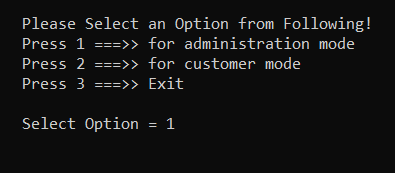 Please Select an Option from Following!
Press 1 ===>> for administration mode
Press 2 ===>> for customer mode
Press 3 ===>> Exit
Select Option = 1